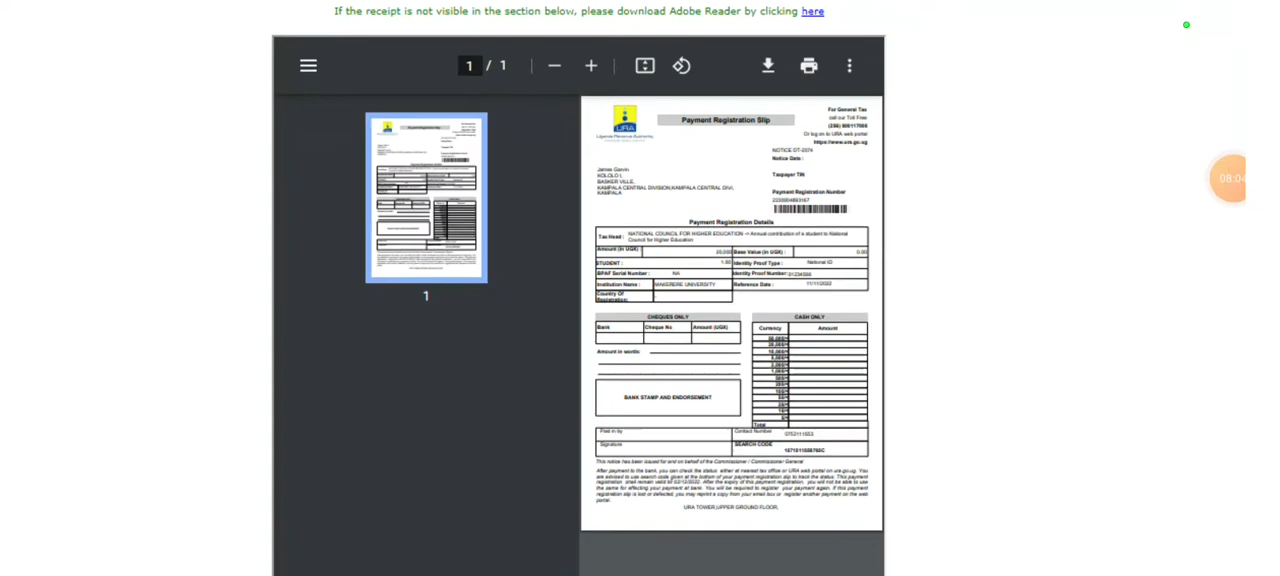 If the receipt is not visible in the section below, please download Adobe Reader by clicking here
1 / 1
08:04
1
URA
Uganda Revenue Authority
Payment Registration Slip
For General Tax
call our Toll Free
Or log on to URA web portal
https://www.ura.go.ug
NOTICE DT-2074
Notice Date :
Taxpayer TIN
Payment Registration Number
James Garvin
KOLOLO I,
BASKER VILLE,
KAMPALA CENTRAL DIVISION,KAMPALA CENTRAL DIVI,
KAMPALA
Payment Registration Details
Tax Head : NATIONAL COUNCIL FOR HIGHER EDUCATION -> Annual contribution of a student to National
Council for Higher Education
Amount (in UGX) 20,000 Base Value (in UGX) : 0.00
STUDENT : 1.00 Identity Proof Type : National ID
BPAF Serial Number : NA Identity Proof Number:
Institution Name : MAKERERE UNIVERSITY Reference Date : 11/11/2022
Country Of
Registration:
CHEQUES ONLY
Bank Cheque No Amount (UGX)
Amount in words:
BANK STAMP AND ENDORSEMENT
CASH ONLY
Currency Amount
Total
Paid in by
Contact Number
Signature
SEARCH CODE
This notice has been issued for and on behalf of the Commissioner / Commissioner General
After payment to the bank, you can check the status either at nearest tax office or URA web portal on ura.go.ug. You
are advised to use search code given at the bottom of your payment registration slip to track the status. This payment
registration shall remain valid till 02/12/2022. After the expiry of this payment registration, you will not be able to use
the same for effecting your payment at bank. You will be required to register your payment again. If this payment
registration slip is lost or defected, you may reprint a copy from your email box or register another payment on the web
portal.
URA TOWER,UPPER GROUND FLOOR,